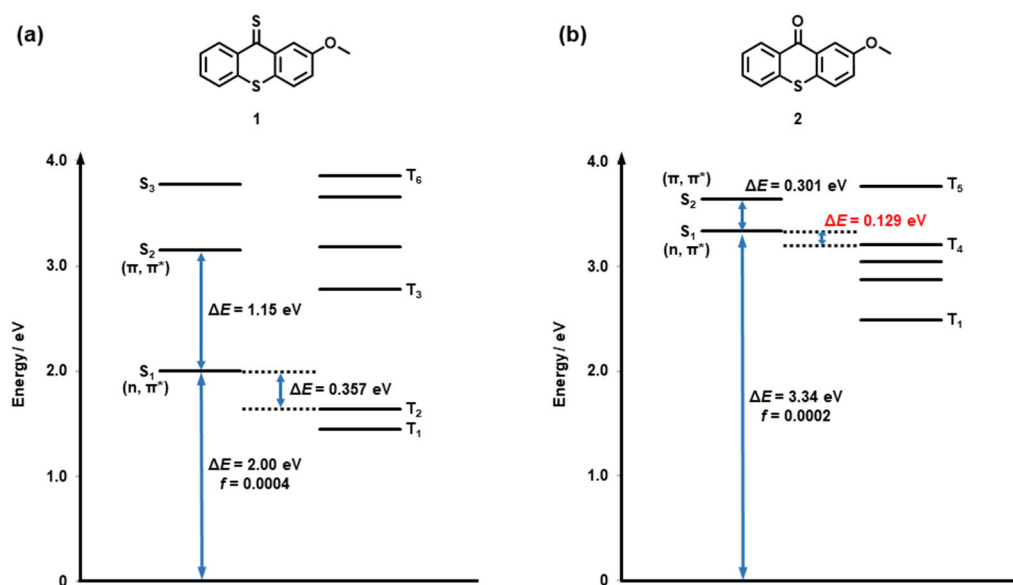 (a)
S
O
S
1
Energy/ eV
4.0
3.0
2.0
1.0
0
S3
S2
(π, π*)
ΔE = 1.15 eV
S1
(n, π*)
ΔE = 0.357 eV
ΔE = 2.00 eV
f = 0.0004
T6
T3
T2
T1
(b)
O
O
S
2
Energy/ eV
4.0
3.0
2.0
1.0
0
(π, π*)
S2
ΔE = 0.301 eV
S1
(n, π*)
ΔE = 0.129 eV
ΔE = 3.34 eV
f = 0.0002
T5
T4
T1